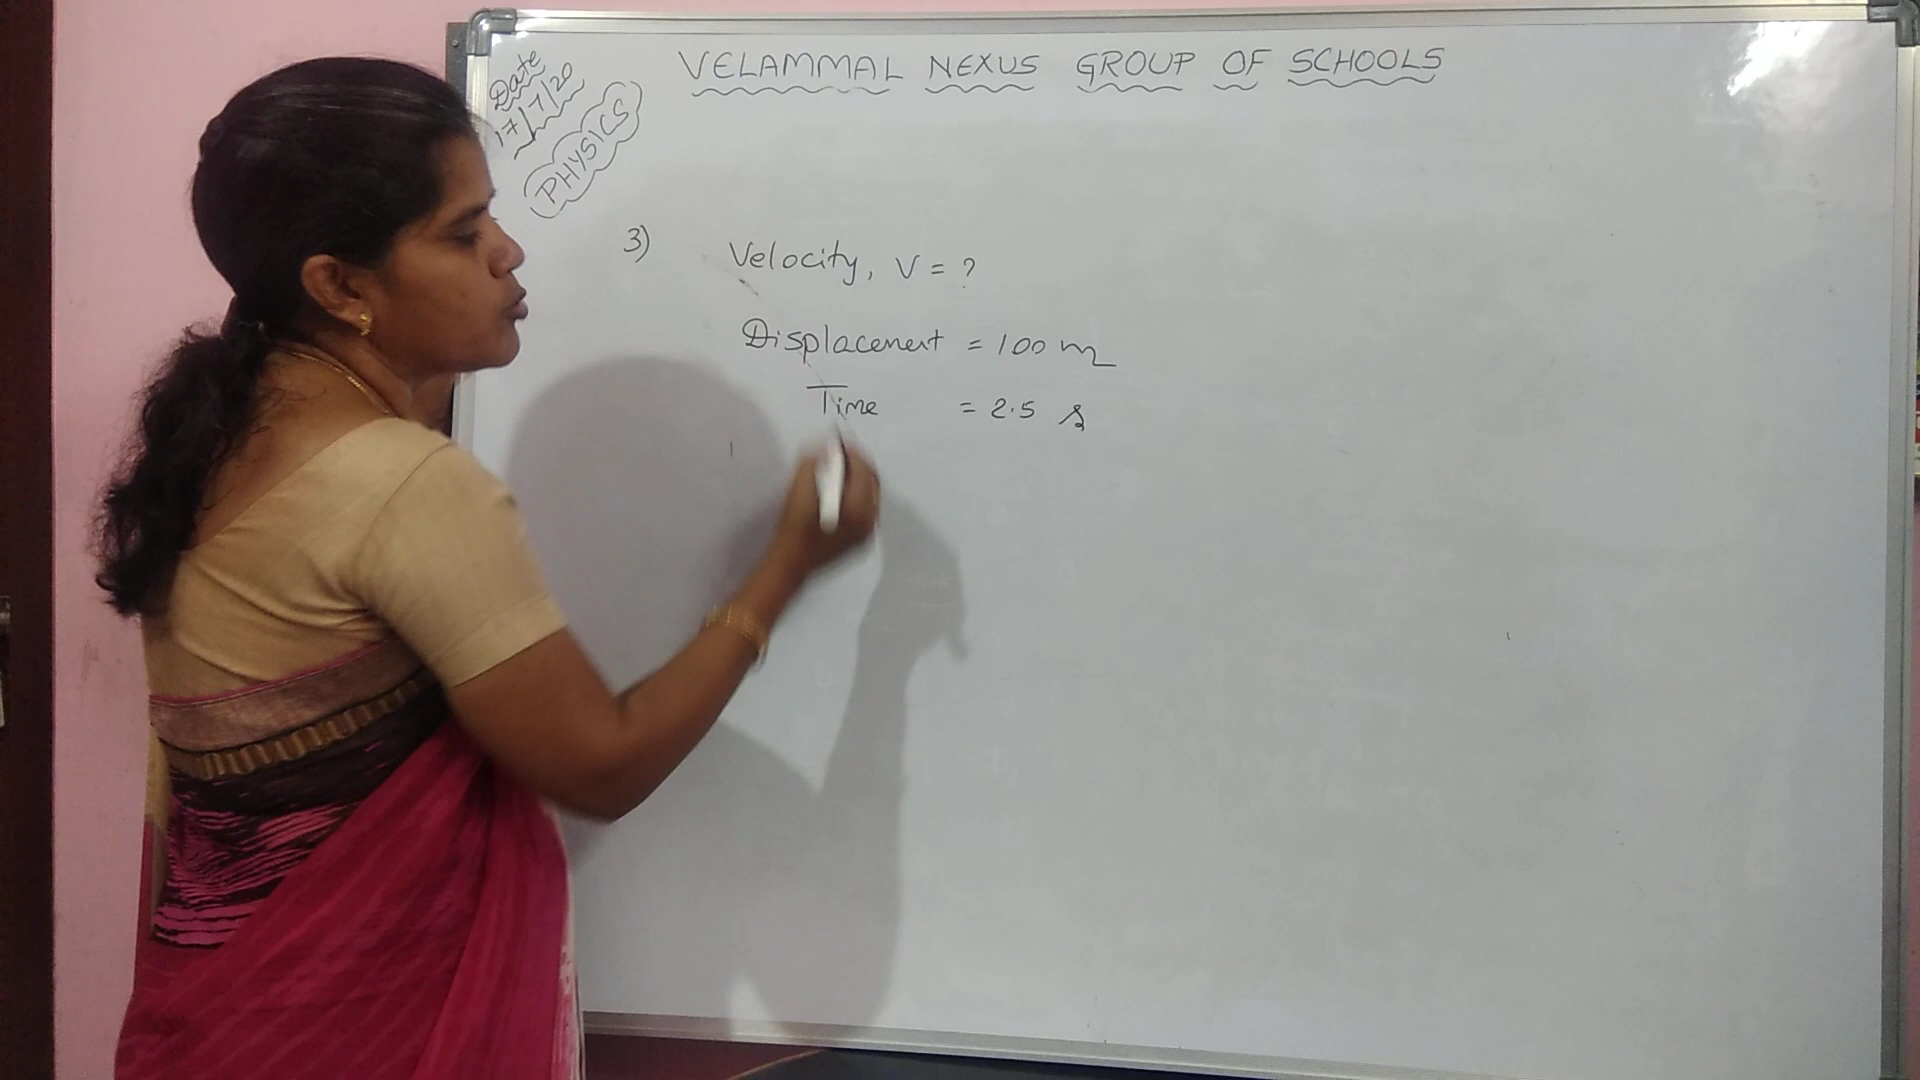 VELAMMAL NEXUS GROUP OF SCHOOLS
Date
17/7/20
PHYSICS
3) Velocity, V = ?
Displacement = 100 m
Time = 2.5 s